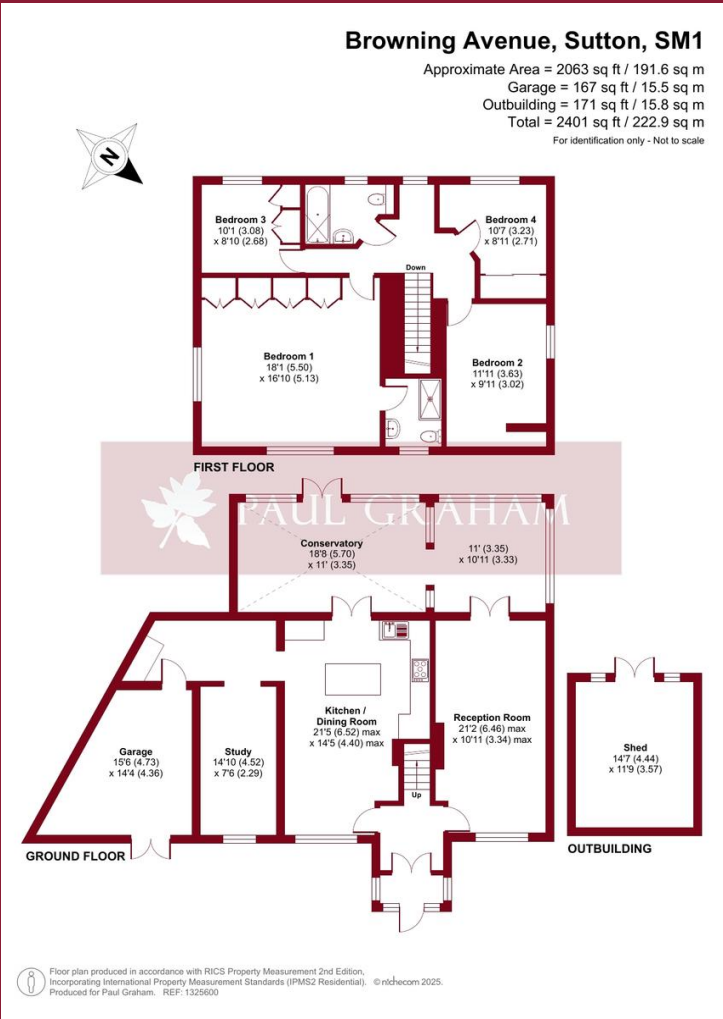 Browning Avenue, Sutton, SM1
Approximate Area = 2063 sq ft / 191.6 sq m
Garage = 167 sq ft / 15.5 sq m
Outbuilding = 171 sq ft / 15.8 sq m
Total = 2401 sq ft / 222.9 sq m
For identification only - Not to scale
N
Bedroom 3
10'1 (3.08)
x 8'10 (2.68)
Bedroom 4
10'7 (3.23)
x 8'11 (2.71)
Down
Bedroom 1
18'1 (5.50)
x 16'10 (5.13)
Bedroom 2
11'11 (3.63)
x 9'11 (3.02)
FIRST FLOOR
PAUL GRAHAM
Conservatory
18'8 (5.70)
x 11' (3.35)
11' (3.35)
x 10'11 (3.33)
Kitchen /
Dining Room
21'5 (6.52) max
x 14'5 (4.40) max
Reception Room
21'2 (6.46) max
x 10'11 (3.34) max
Garage
15'6 (4.73)
x 14'4 (4.36)
Study
14'10 (4.52)
x 7'6 (2.29)
Shed
14'7 (4.44)
x 11'9 (3.57)
Up
GROUND FLOOR
OUTBUILDING
Floor plan produced in accordance with RICS Property Measurement 2nd Edition,
Incorporating International Property Measurement Standards (IPMS2 Residential). © nichecom 2025.
Produced for Paul Graham. REF: 1325600